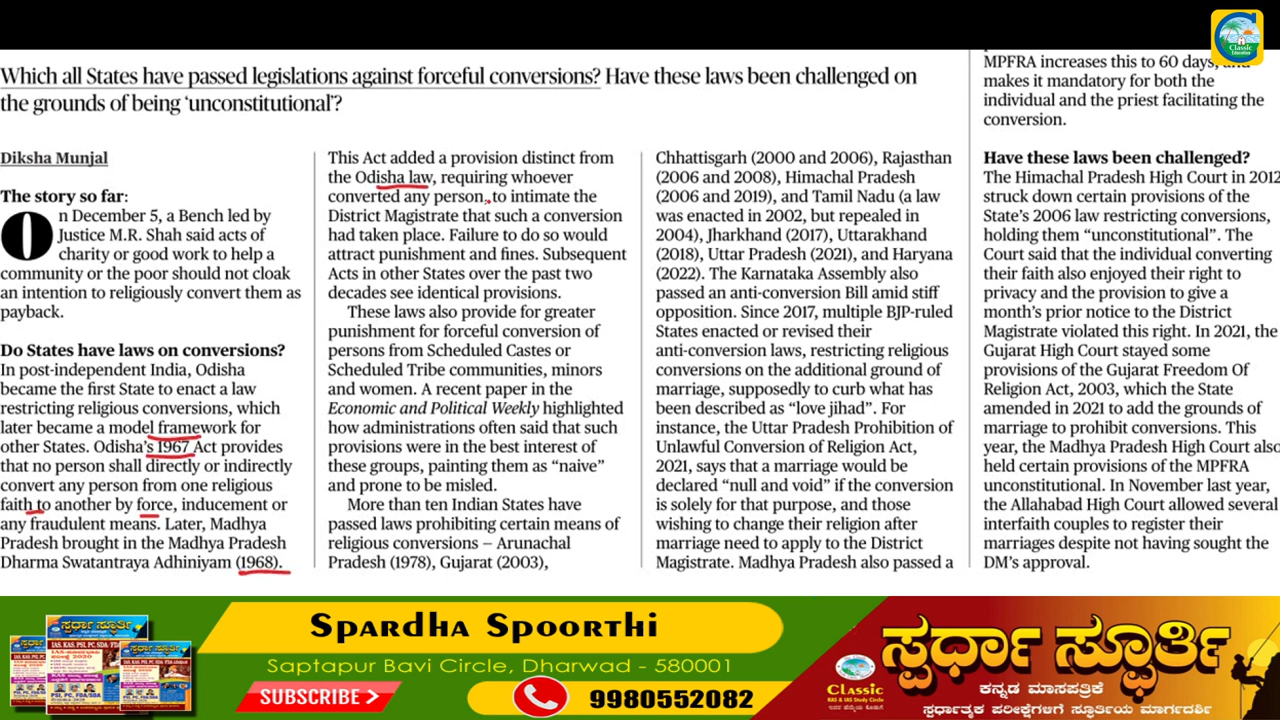 Classic
Education
Which all States have passed legislations against forceful conversions? Have these laws been challenged on
the grounds of being ‘unconstitutional’?
Diksha Munjal
The story so far:
On December 5, a Bench led by
Justice M.R. Shah said acts of
charity or good work to help a
community or the poor should not cloak
an intention to religiously convert them as
payback.
Do States have laws on conversions?
In post-independent India, Odisha
became the first State to enact a law
restricting religious conversions, which
later became a model framework for
other States. Odisha’s 1967 Act provides
that no person shall directly or indirectly
convert any person from one religious
faith to another by force, inducement or
any fraudulent means. Later, Madhya
Pradesh brought in the Madhya Pradesh
Dharma Swatantraya Adhiniyam (1968).
This Act added a provision distinct from
the Odisha law, requiring whoever
converted any person, to intimate the
District Magistrate that such a conversion
had taken place. Failure to do so would
attract punishment and fines. Subsequent
Acts in other States over the past two
decades see identical provisions.
These laws also provide for greater
punishment for forceful conversion of
persons from Scheduled Castes or
Scheduled Tribe communities, minors
and women. A recent paper in the
Economic and Political Weekly highlighted
how administrations often said that such
provisions were in the best interest of
these groups, painting them as “naive”
and prone to be misled.
More than ten Indian States have
passed laws prohibiting certain means of
religious conversions – Arunachal
Pradesh (1978), Gujarat (2003),
Chhattisgarh (2000 and 2006), Rajasthan
(2006 and 2008), Himachal Pradesh
(2006 and 2019), and Tamil Nadu (a law
was enacted in 2002, but repealed in
2004), Jharkhand (2017), Uttarakhand
(2018), Uttar Pradesh (2021), and Haryana
(2022). The Karnataka Assembly also
passed an anti-conversion Bill amid stiff
opposition. Since 2017, multiple BJP-ruled
States enacted or revised their
anti-conversion laws, restricting religious
conversions on the additional ground of
marriage, supposedly to curb what has
been described as “love jihad”. For
instance, the Uttar Pradesh Prohibition of
Unlawful Conversion of Religion Act,
2021, says that a marriage would be
declared “null and void” if the conversion
is solely for that purpose, and those
wishing to change their religion after
marriage need to apply to the District
Magistrate. Madhya Pradesh also passed a
MPFRA increases this to 60 days, and
makes it mandatory for both the
individual and the priest facilitating the
conversion.
Have these laws been challenged?
The Himachal Pradesh High Court in 2012
struck down certain provisions of the
State’s 2006 law restricting conversions,
holding them “unconstitutional”. The
Court said that the individual converting
their faith also enjoyed their right to
privacy and the provision to give a
month’s prior notice to the District
Magistrate violated this right. In 2021, the
Gujarat High Court stayed some
provisions of the Gujarat Freedom Of
Religion Act, 2003, which the State
amended in 2021 to add the grounds of
marriage to prohibit conversions. This
year, the Madhya Pradesh High Court also
held certain provisions of the MPFRA
unconstitutional. In November last year,
the Allahabad High Court allowed several
interfaith couples to register their
marriages despite not having sought the
DM’s approval.
Spardha Spoorthi
Saptapur Bavi Circle Dharwad - 580001
SUBSCRIBE
9980552082
Classic
ಸ್ಪರ್ಧಾ ಸ್ಫೂರ್ತಿ
ಕನ್ನಡ ಮಾಸಪತ್ರಿಕೆ
ಸ್ಪರ್ಧಾತ್ಮಕ ಪರೀಕ್ಷೆಗಳಿಗೆ ಸ್ಫೂರ್ತಿಯ ಮಾರ್ಗದರ್ಶಿ